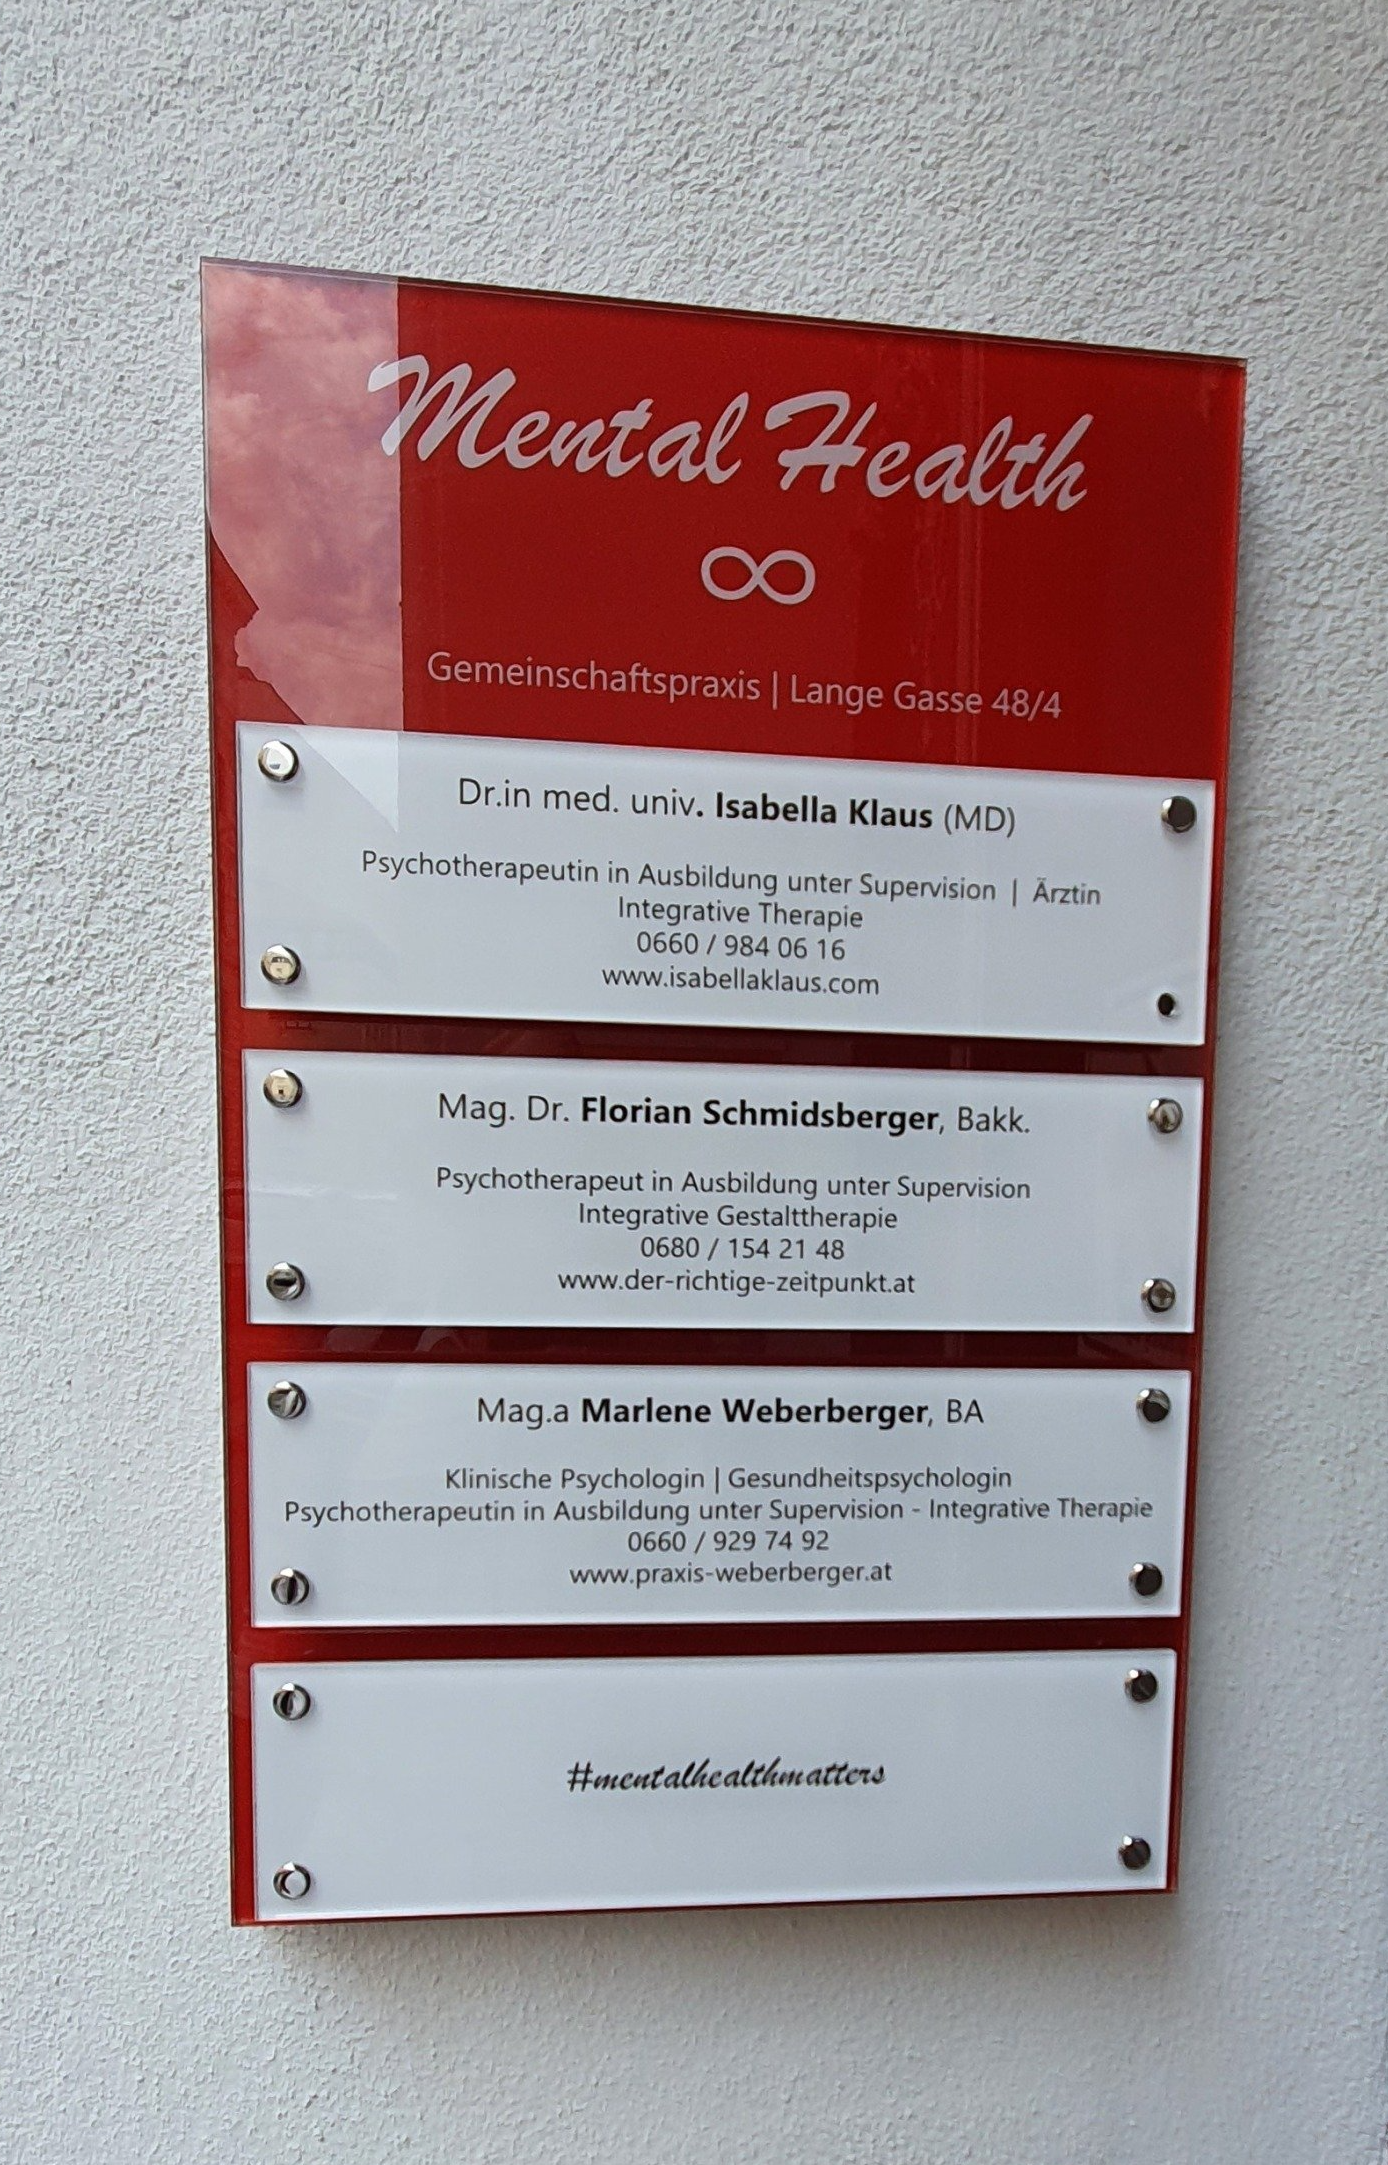 Mental Health
∞
Gemeinschaftspraxis | Lange Gasse 48/4
Dr.in med. univ. Isabella Klaus (MD)
Psychotherapeutin in Ausbildung unter Supervision | Ärztin
Integrative Therapie
0660 / 984 06 16
www.isabellaklaus.com
Mag. Dr. Florian Schmidsberger, Bakk.
Psychotherapeut in Ausbildung unter Supervision
Integrative Gestalttherapie
0680 / 154 21 48
www.der-richtige-zeitpunkt.at
Mag.a Marlene Weberberger, BA
Klinische Psychologin | Gesundheitspsychologin
Psychotherapeutin in Ausbildung unter Supervision - Integrative Therapie
0660 / 929 74 92
www.praxis-weberberger.at
#mentalhealthmatters